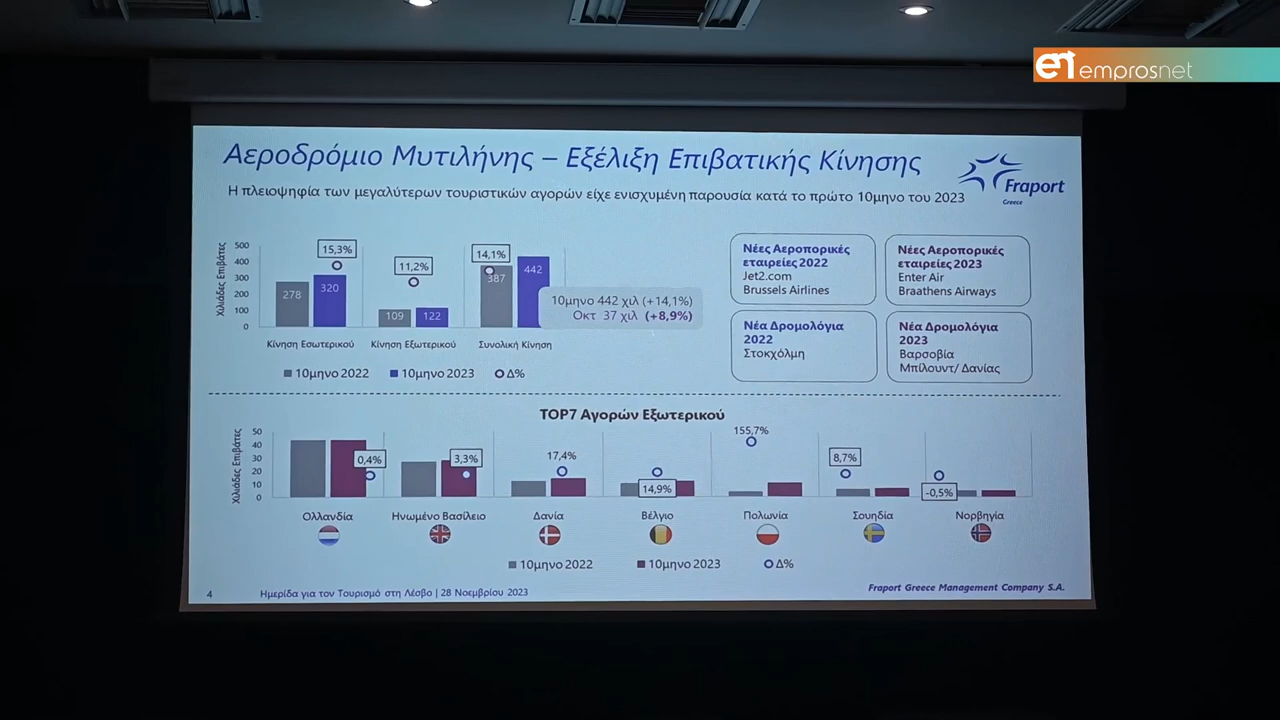 emprosnet
Αεροδρόμιο Μυτιλήνης – Εξέλιξη Επιβατικής Κίνησης
Fraport
Greece
Η πλειοψηφία των μεγαλύτερων τουριστικών αγορών είχε ενισχυμένη παρουσία κατά το πρώτο 10μηνο του 2023
Χιλιάδες Επιβάτες
500
400
300
200
100
0
15,3%
11,2%
14,1%
278
320
109
122
387
442
10μηνο 442 χιλ (+14,1%)
Οκτ 37 χιλ (+8,9%)
Κίνηση Εσωτερικού
Κίνηση Εξωτερικού
Συνολική Κίνηση
10μηνο 2022
10μηνο 2023
Δ%
Νέες Αεροπορικές
εταιρείες 2022
Jet2.com
Brussels Airlines
Νέες Αεροπορικές
εταιρείες 2023
Enter Air
Braathens Airways
Νέα Δρομολόγια
2022
Στοκχόλμη
Νέα Δρομολόγια
2023
Βαρσοβία
Μπίλουντ/ Δανίας
TOP7 Αγορών Εξωτερικού
Χιλιάδες Επιβάτες
50
40
30
20
10
0
0,4%
3,3%
17,4%
14,9%
155,7%
8,7%
-0,5%
Ολλανδία
Ηνωμένο Βασίλειο
Δανία
Βέλγιο
Πολωνία
Σουηδία
Νορβηγία
10μηνο 2022
10μηνο 2023
Δ%
4
Ημερίδα για τον Τουρισμό στη Λέσβο | 28 Νοεμβρίου 2023
Fraport Greece Management Company S.A.